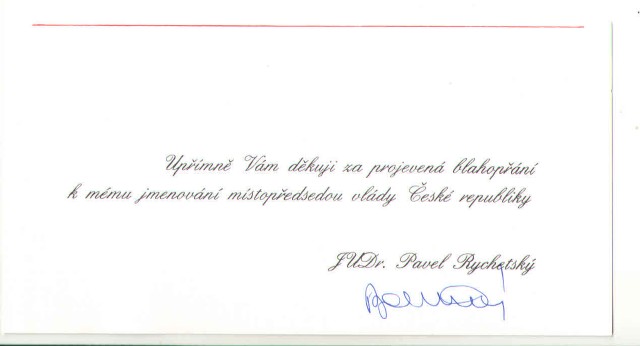 Upřímně Vám děkuji za projevená blahopřání
k mému jmenování místopředsedou vlády České republiky
JUDr. Pavel Rychetský